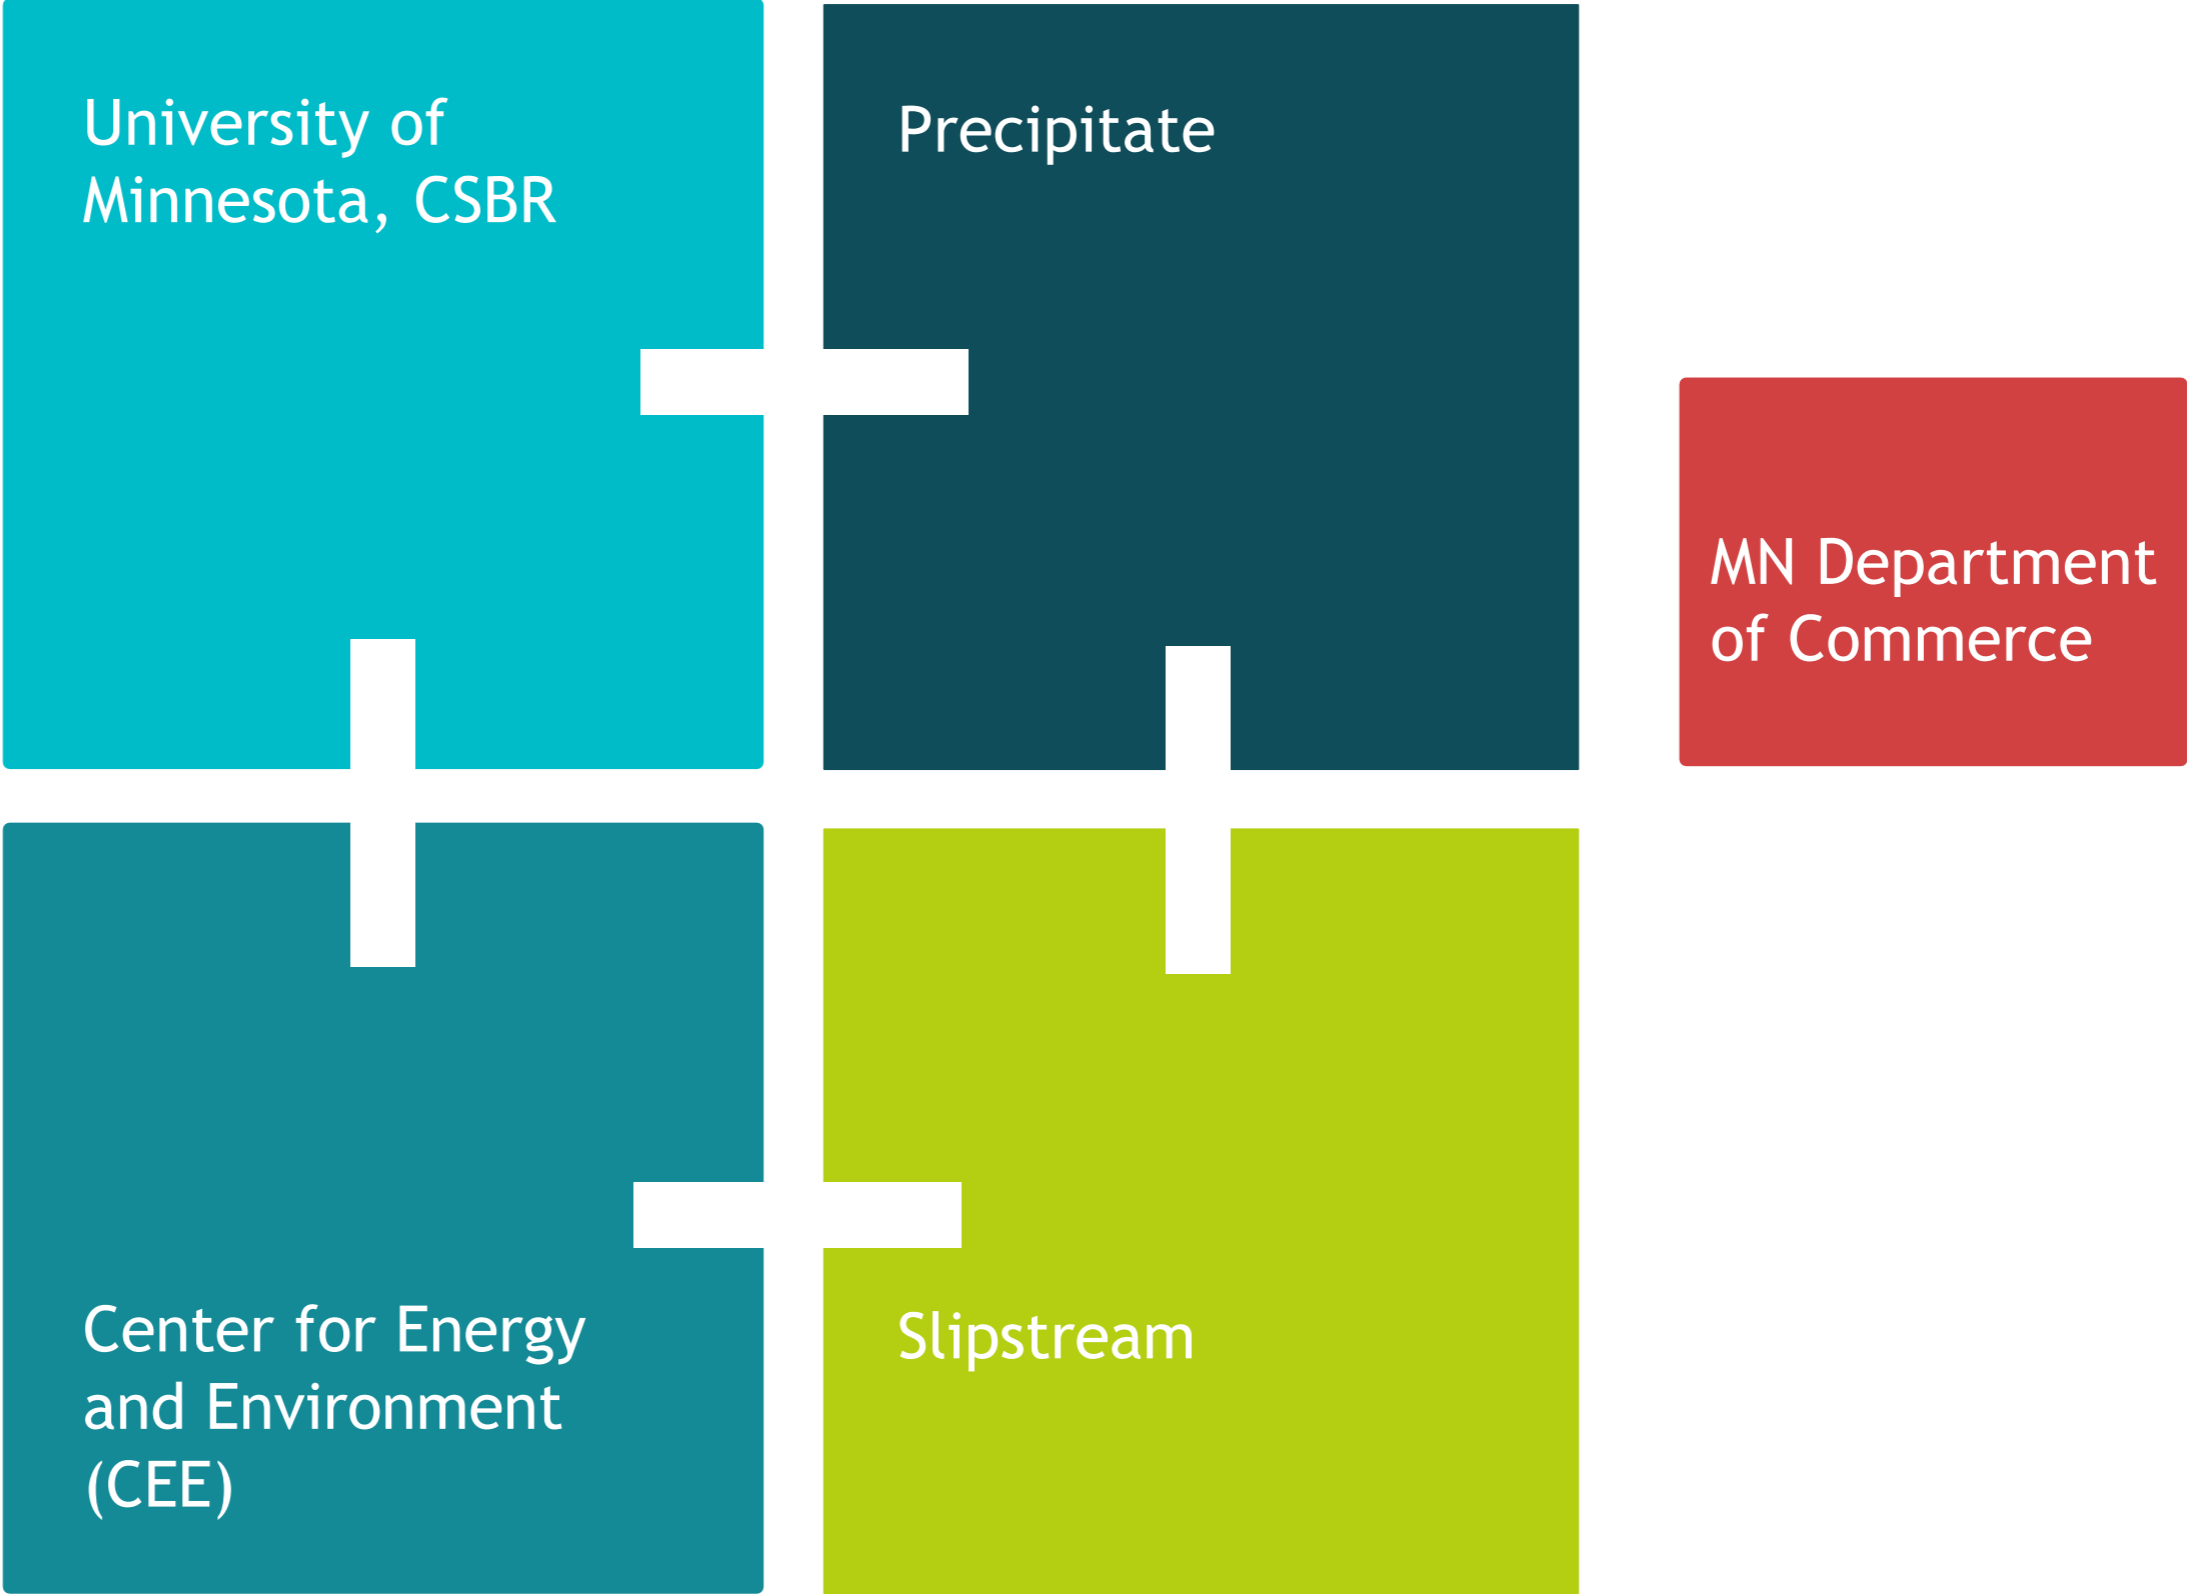 University of
Minnesota, CSBR
Precipitate
MN Department
of Commerce
Center for Energy
and Environment
(CEE)
Slipstream